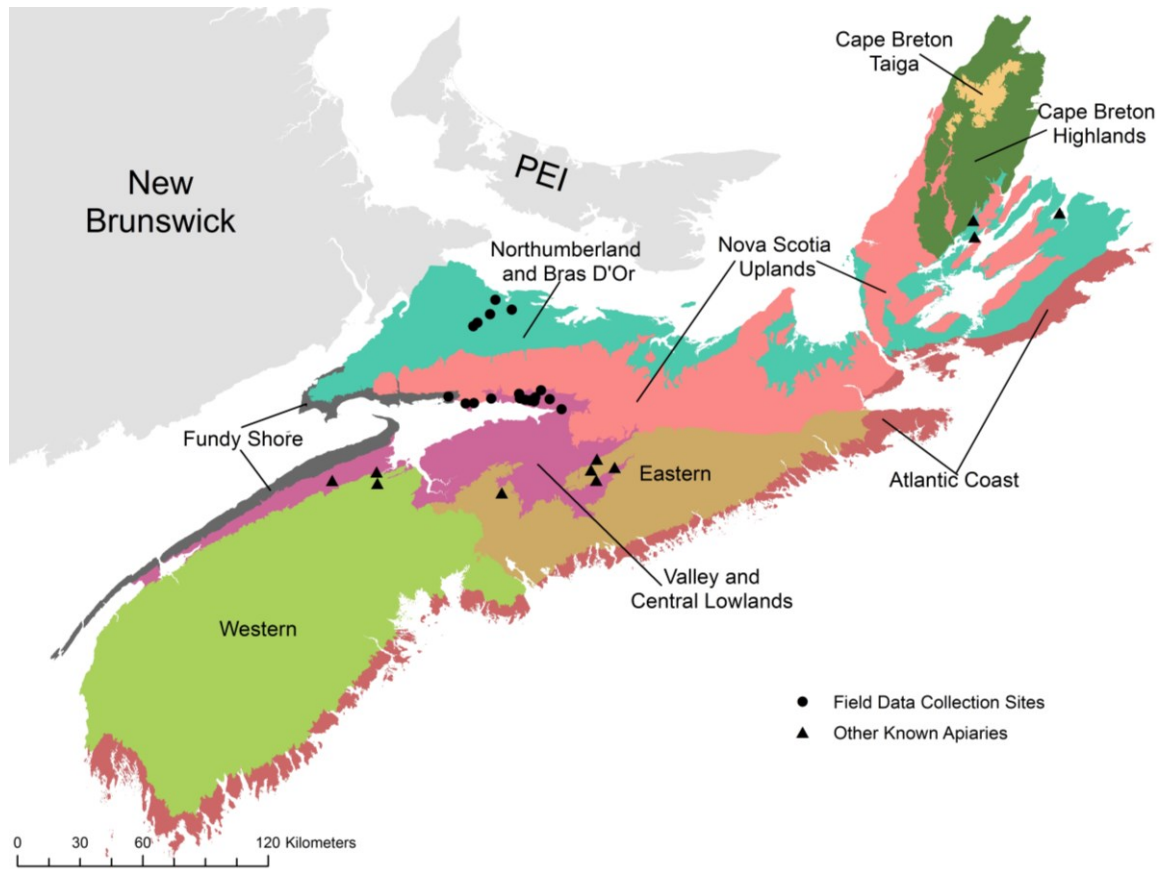 Cape Breton
Taiga
Cape Breton
Highlands
New
Brunswick
PEI
Northumberland
and Bras D'Or
Nova Scotia
Uplands
Fundy Shore
Eastern
Atlantic Coast
Valley and
Central Lowlands
Western
Field Data Collection Sites
Other Known Apiaries
0 30 60 120 Kilometers